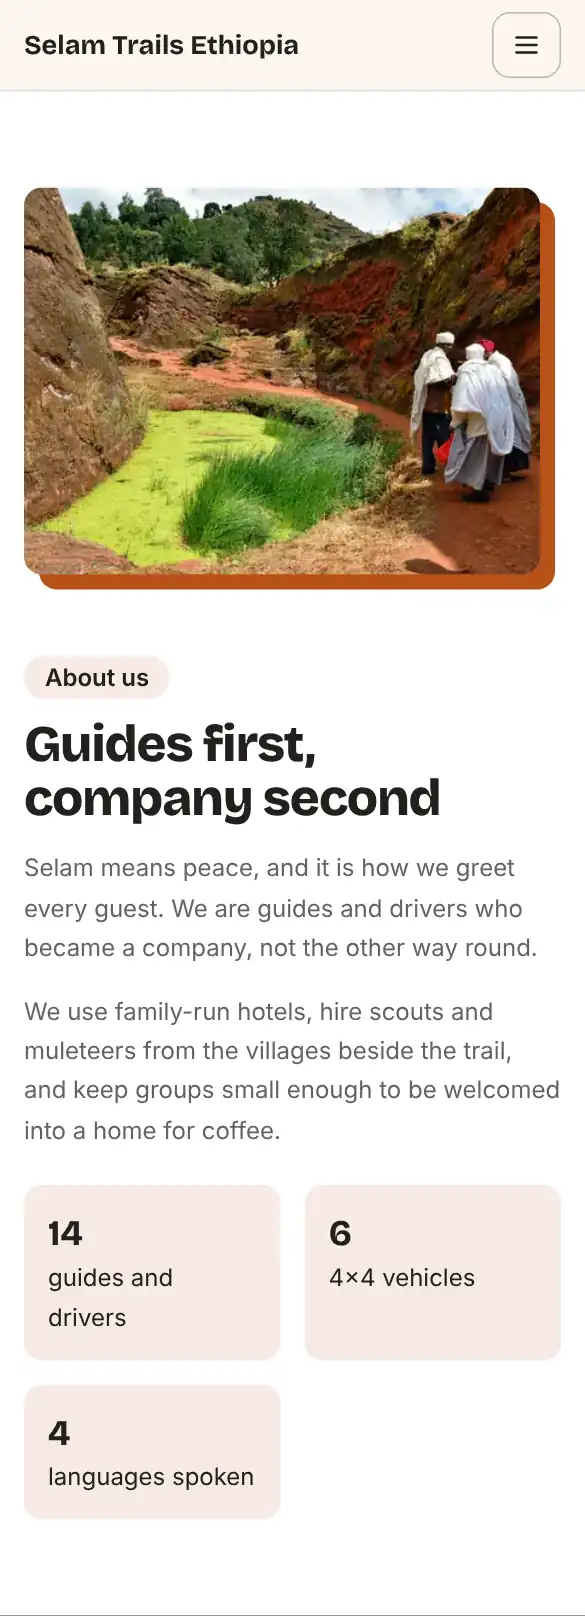 Selam Trails Ethiopia
About us
Guides first,
company second
Selam means peace, and it is how we greet
every guest. We are guides and drivers who
became a company, not the other way round.
We use family-run hotels, hire scouts and
muleteers from the villages beside the trail,
and keep groups small enough to be welcomed
into a home for coffee.
14
guides and
drivers
6
4×4 vehicles
4
languages spoken